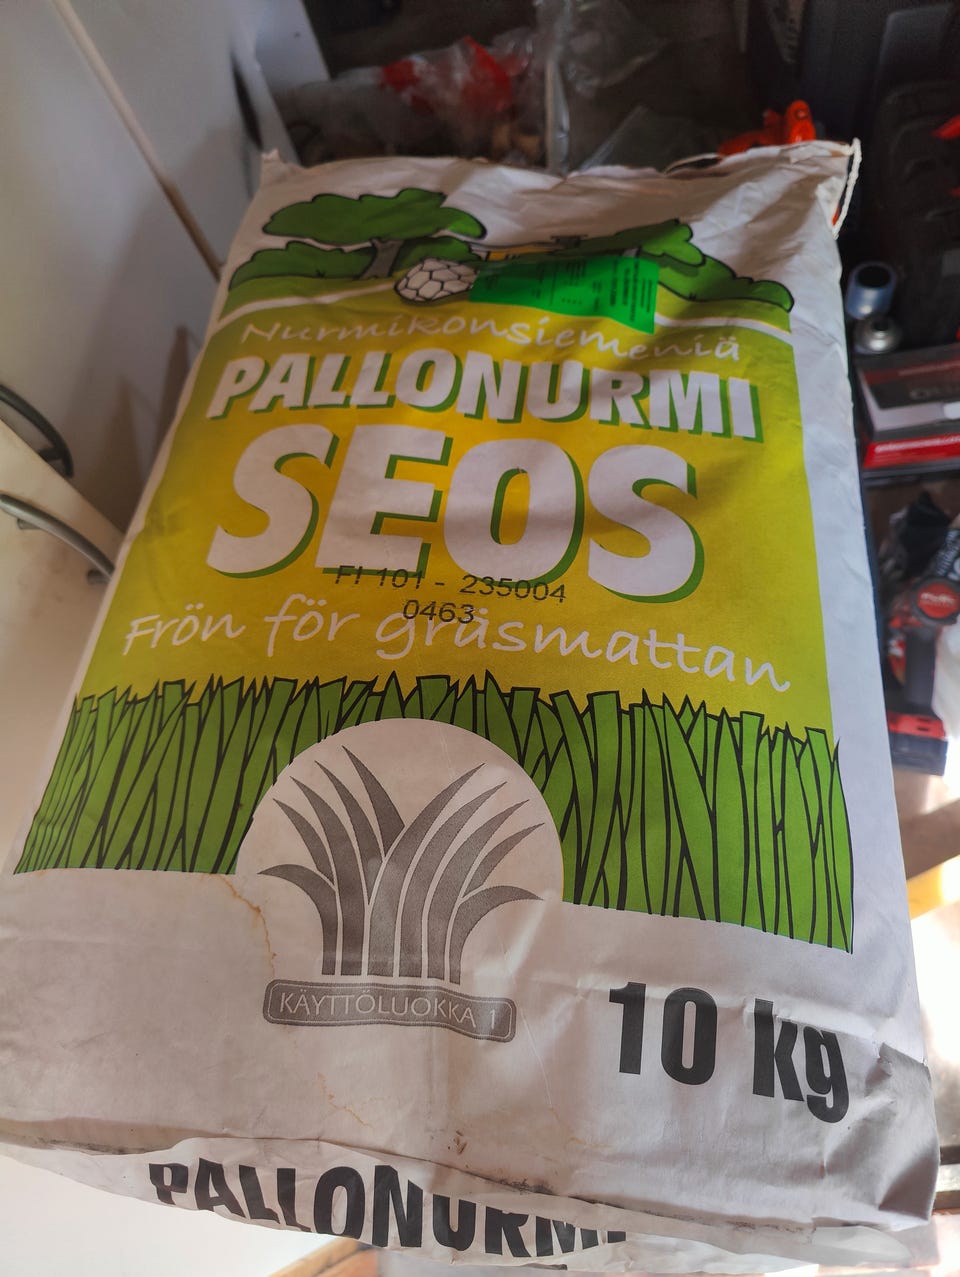 Nurmikonsiemeniä
PALLONURMI
SEOS
FI 101 - 235004
0463
Frön för gräsmattan
KÄYTTÖLUOKKA 1
10 kg
PALLONURMI